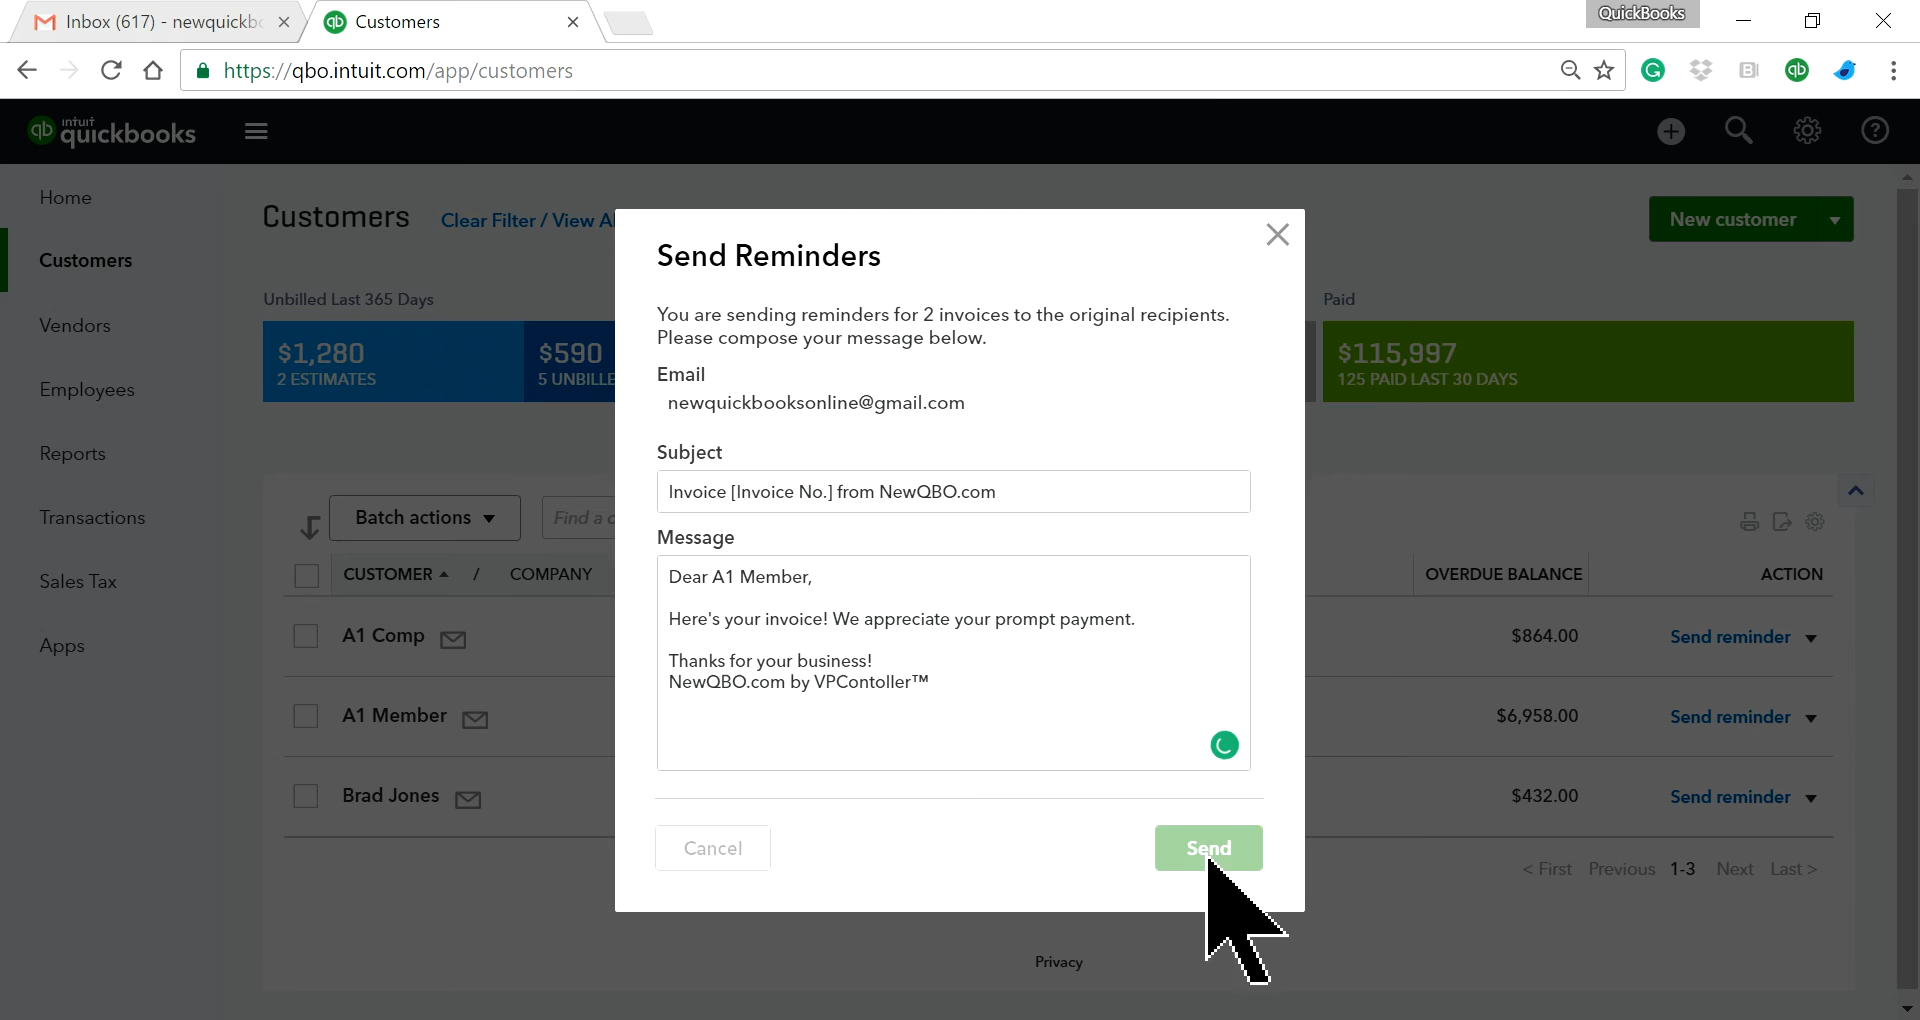 Inbox (617) - newquickb
Customers
QuickBooks
https://qbo.intuit.com/app/customers
intuit
quickbooks
Home
Customers
Vendors
Employees
Reports
Transactions
Sales Tax
Apps
Customers
Clear Filter / View Al
New customer
Unbilled Last 365 Days
Paid
$1,280
2 ESTIMATES
$590
5 UNBILLE
$115,997
125 PAID LAST 30 DAYS
Batch actions
Find a c
CUSTOMER / COMPANY
OVERDUE BALANCE
ACTION
A1 Comp
$864.00
Send reminder
A1 Member
$6,958.00
Send reminder
Brad Jones
$432.00
Send reminder
< First Previous 1-3 Next Last >
Privacy
Send Reminders
You are sending reminders for 2 invoices to the original recipients.
Please compose your message below.
Email
newquickbooksonline@gmail.com
Subject
Invoice [Invoice No.] from NewQBO.com
Message
Dear A1 Member,
Here's your invoice! We appreciate your prompt payment.
Thanks for your business!
NewQBO.com by VPContoller™
Cancel
Send